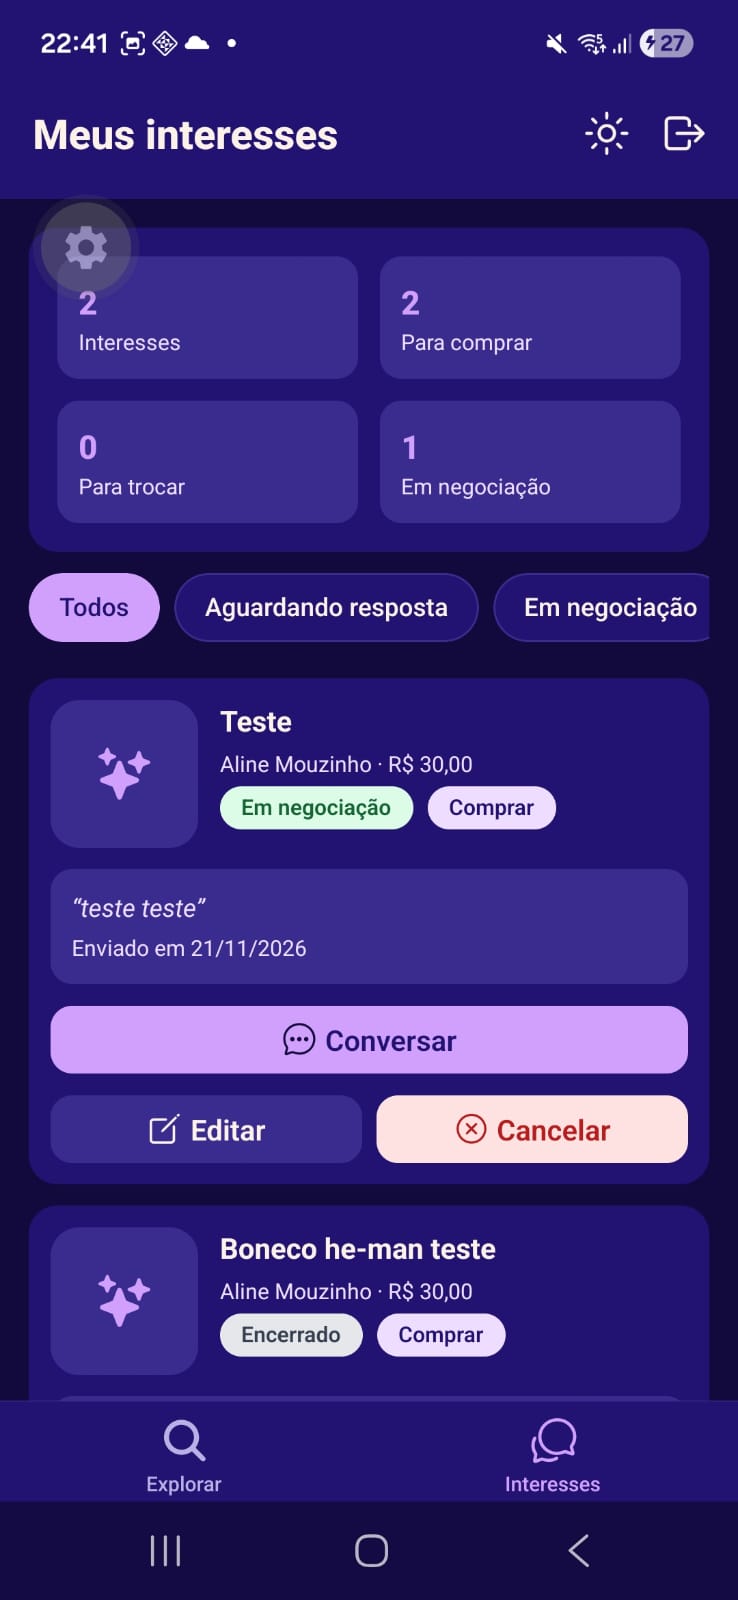 22:41
27
Meus interesses
2
Interesses
2
Para comprar
0
Para trocar
1
Em negociação
Todos
Aguardando resposta
Em negociação
Teste
Aline Mouzinho · R$ 30,00
Em negociação
Comprar
“teste teste”
Enviado em 21/11/2026
Conversar
Editar
Cancelar
Boneco he-man teste
Aline Mouzinho · R$ 30,00
Encerrado
Comprar
Explorar
Interesses